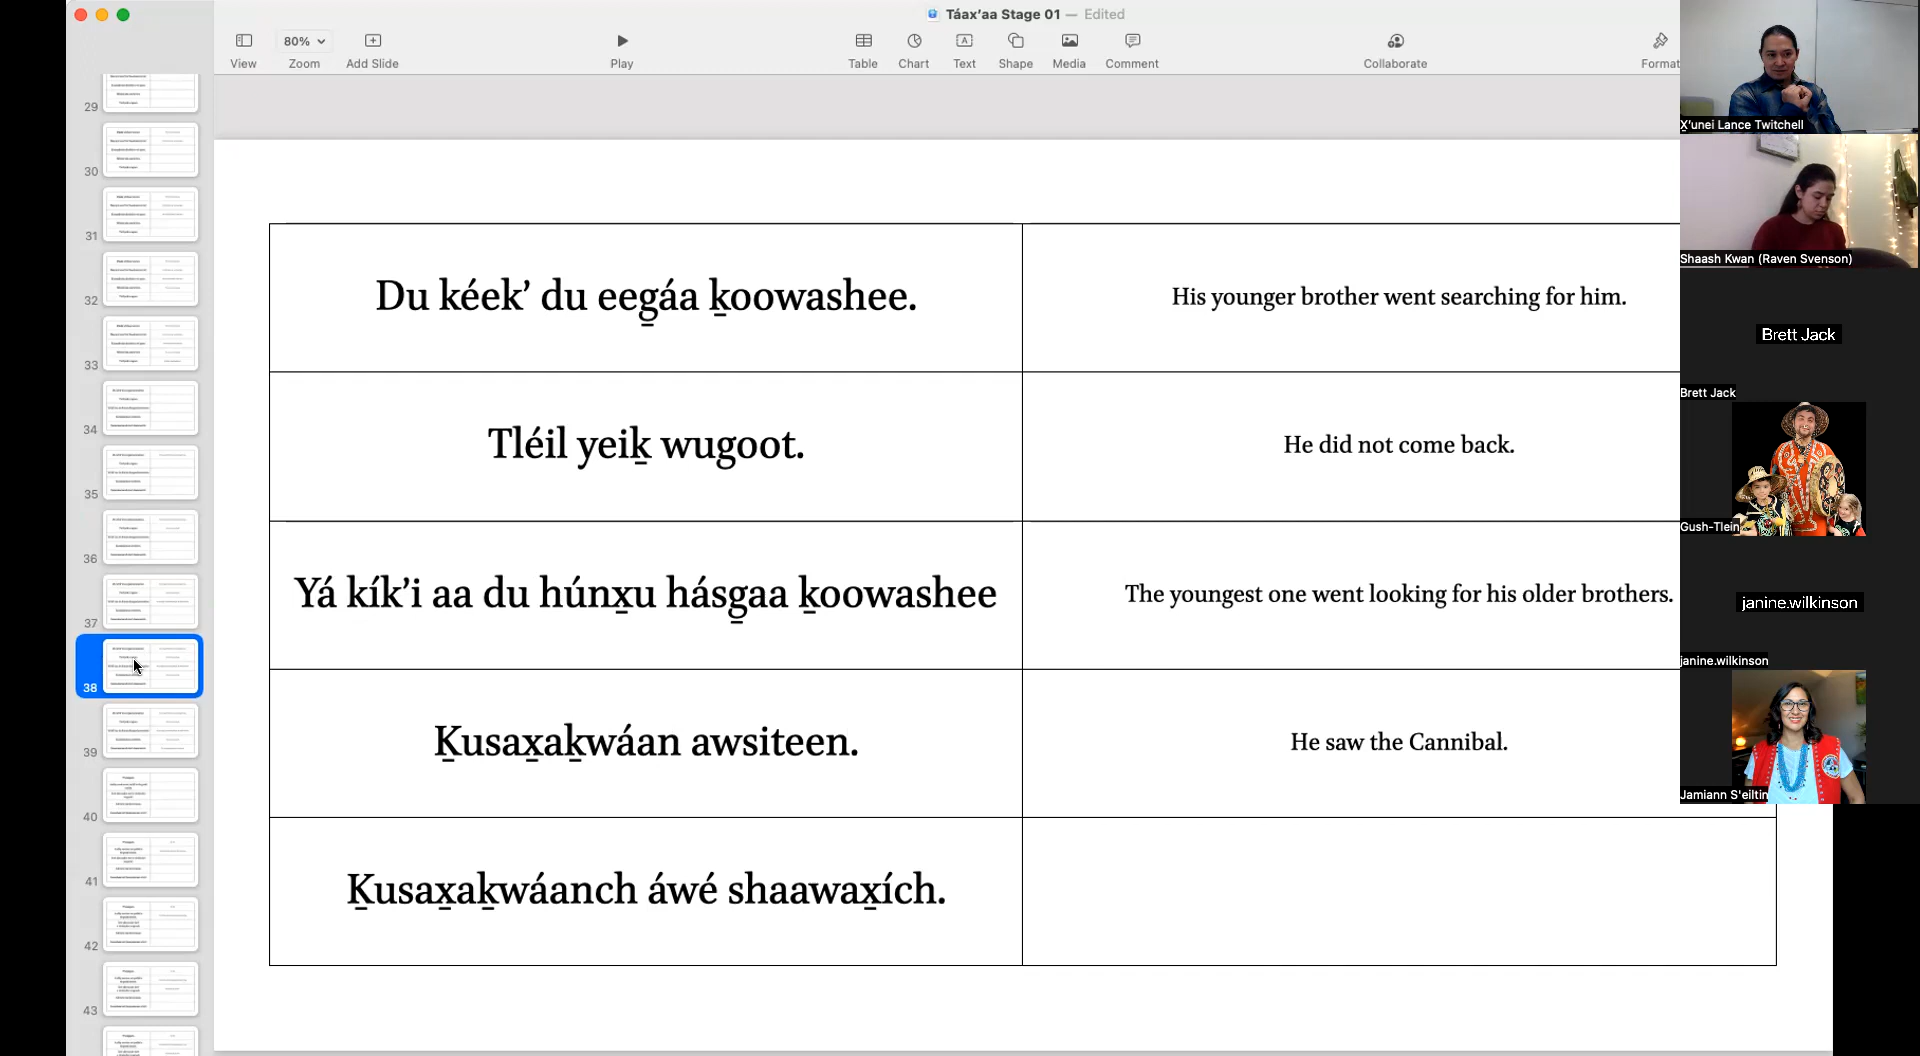 Táax’aa Stage 01 — Edited
80%
View Zoom Add Slide Play Table Chart Text Shape Media Comment Collaborate Format
29
30
31
32
33
34
35
36
37
38
39
40
41
42
43
Du kéek’ du eeg̲áa ḵoowashee.
His younger brother went searching for him.
Tléil yeiḵ wugoot.
He did not come back.
Yá kík’i aa du húnx̲u hásg̲aa ḵoowashee
The youngest one went looking for his older brothers.
Ḵusax̲aḵwáan awsiteen.
He saw the Cannibal.
Ḵusax̲aḵwáanch áwé shaawax̲ích.
X̲’unei Lance Twitchell
Shaash Kwan (Raven Svenson)
Brett Jack
Brett Jack
Gush-Tlein
janine.wilkinson
janine.wilkinson
Jamiann S'eiltin